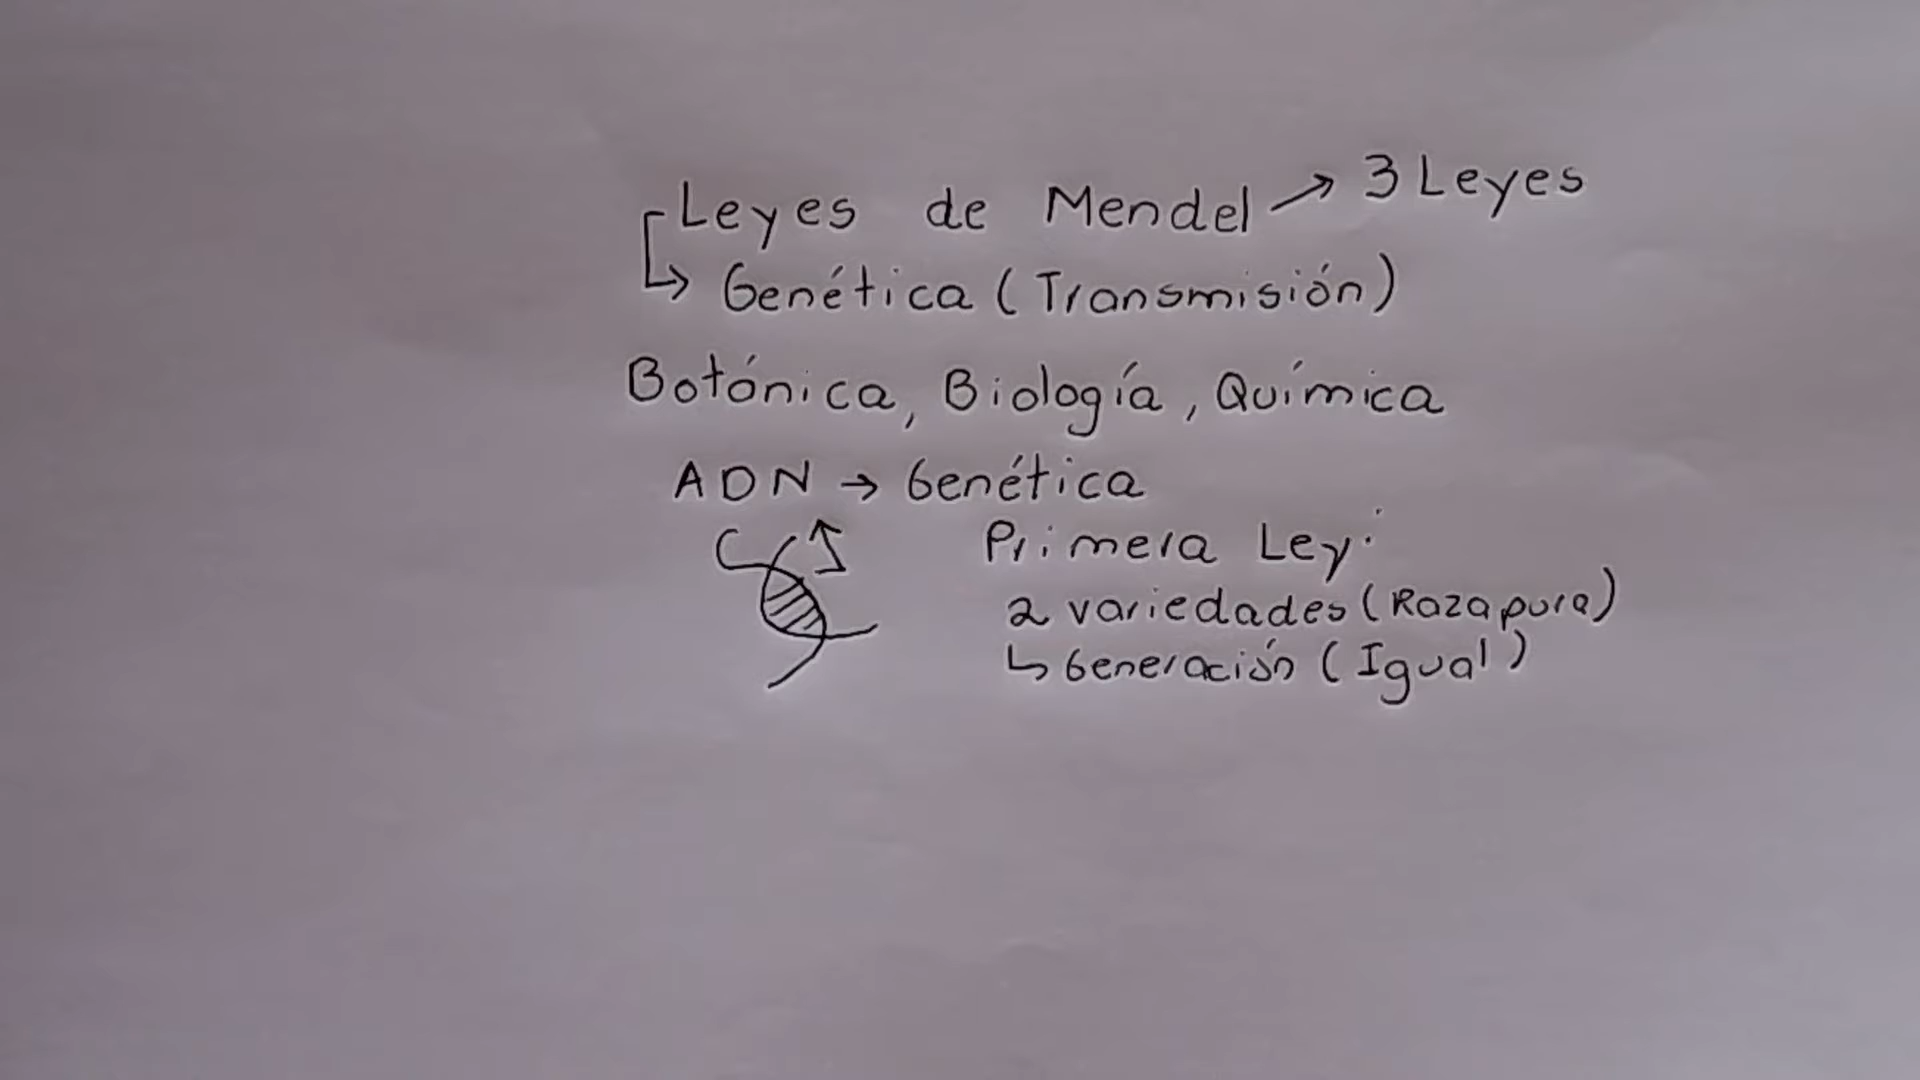 Leyes de Mendel → 3 Leyes
↳ Genética (Transmisión)
Botánica, Biología, Química
ADN → Genética
Primera Ley:
2 variedades (Raza pura)
↳ Generación (Igual)